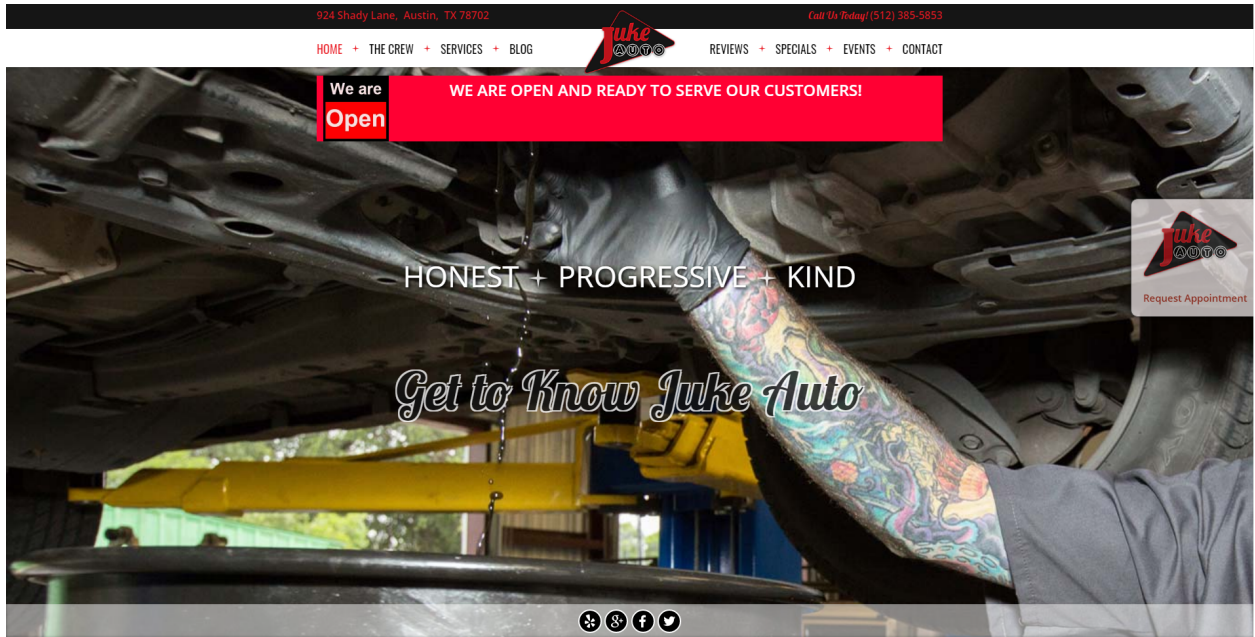 924 Shady Lane, Austin, TX 78702
Call Us Today! (512) 385-5853
HOME + THE CREW + SERVICES + BLOG
Juke
AUTO
REVIEWS + SPECIALS + EVENTS + CONTACT
We are
Open
WE ARE OPEN AND READY TO SERVE OUR CUSTOMERS!
Juke
AUTO
Request Appointment
HONEST + PROGRESSIVE + KIND
Get to Know Juke Auto